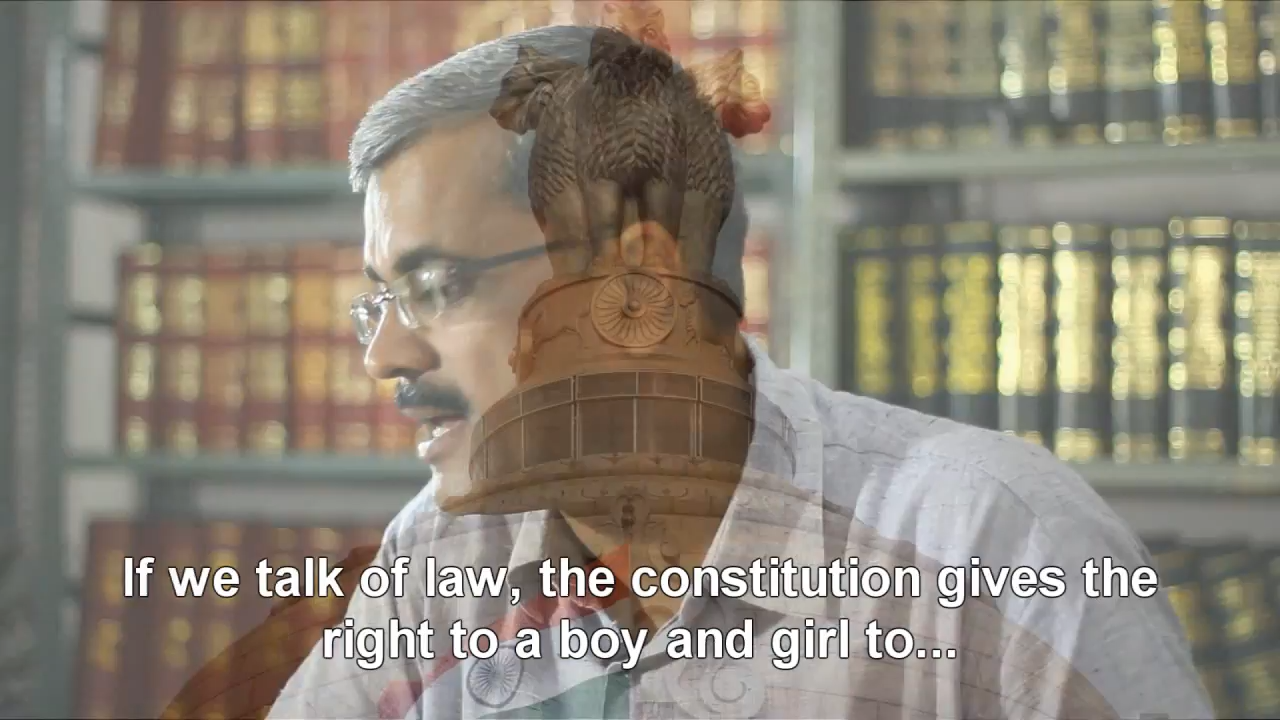 If we talk of law, the constitution gives the
right to a boy and girl to...